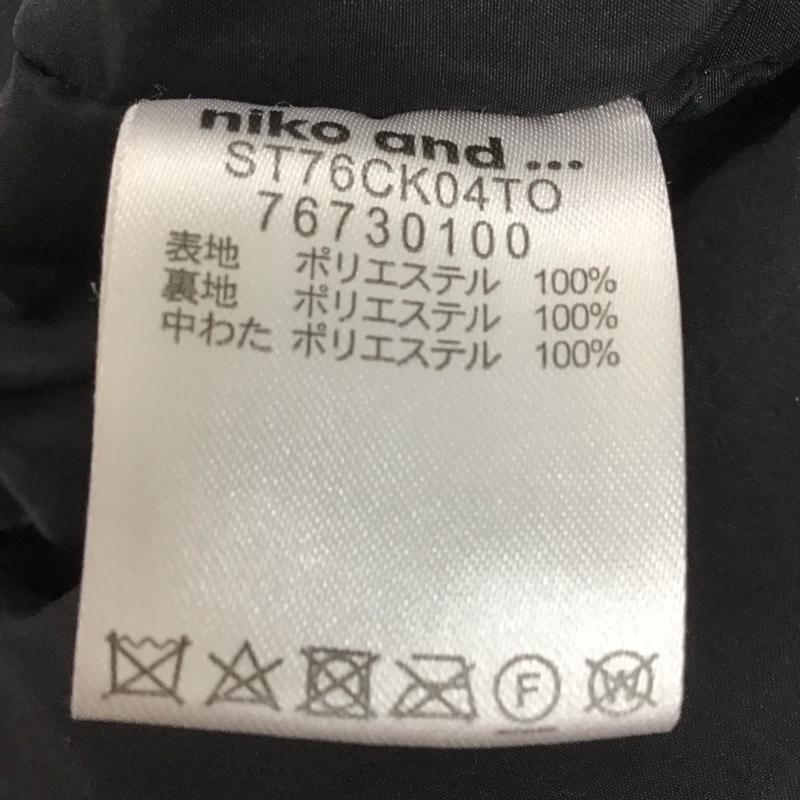 niko and ...
ST76CK04TO
76730100
表地 ポリエステル 100%
裏地 ポリエステル 100%
中わた ポリエステル 100%
F W